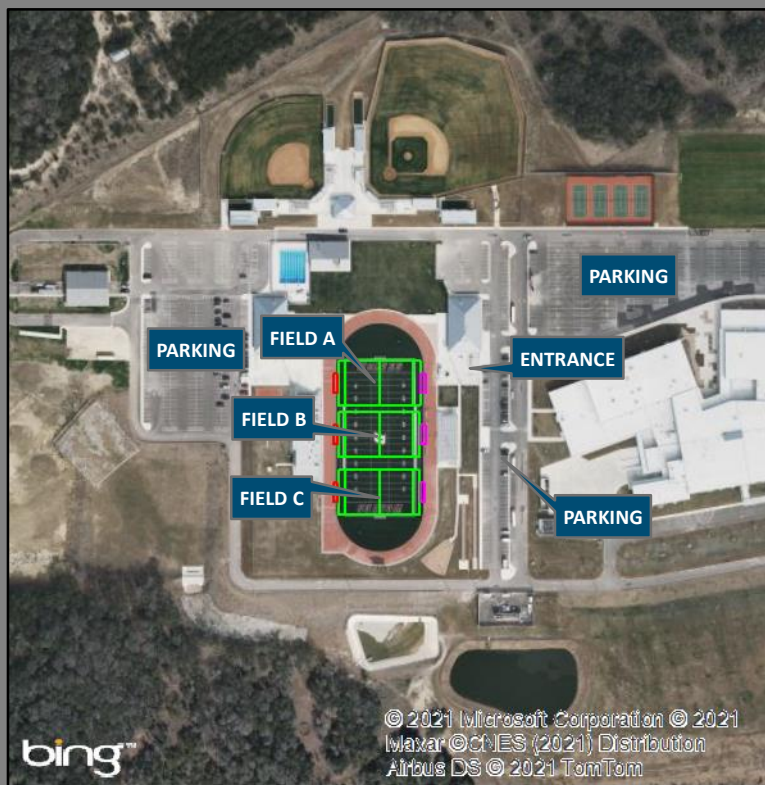 PARKING
FIELD A
PARKING
ENTRANCE
FIELD B
FIELD C
PARKING
© 2021 Microsoft Corporation © 2021
Maxar ©CNES (2021) Distribution
Airbus DS © 2021 TomTom
bing™